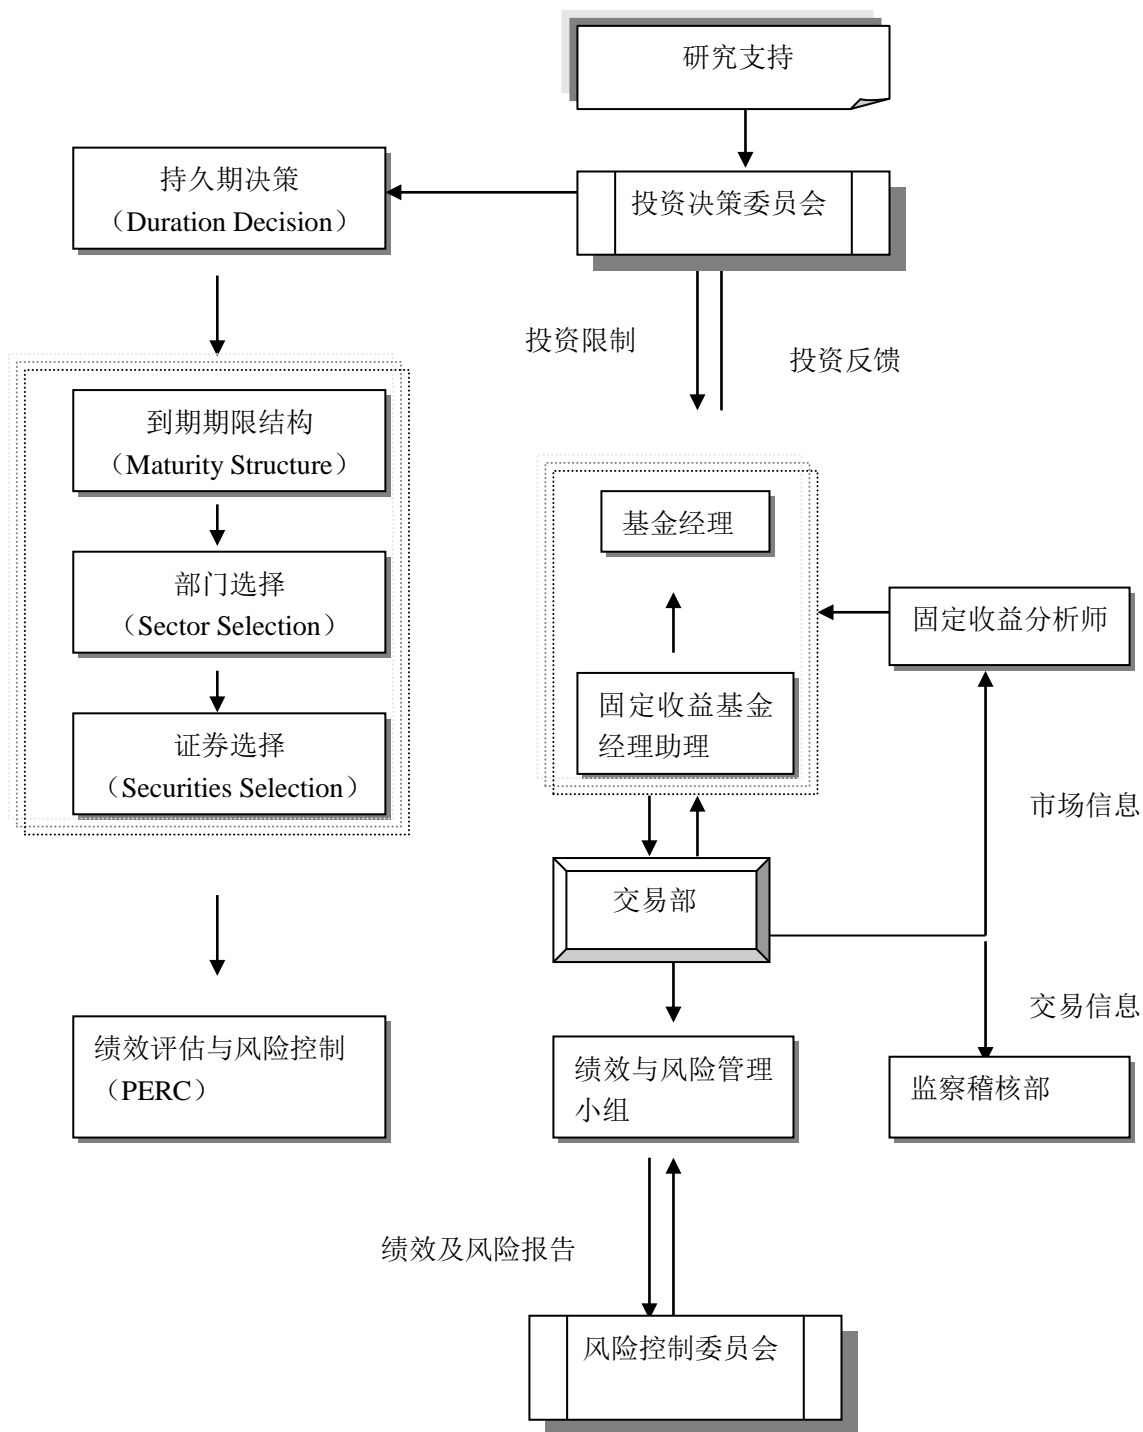 研究支持
投资决策委员会
持久期决策
（Duration Decision）
投资限制
投资反馈
到期期限结构
（Maturity Structure）
部门选择
（Sector Selection）
证券选择
（Securities Selection）
基金经理
固定收益分析师
固定收益基金
经理助理
市场信息
交易部
交易信息
绩效评估与风险控制
（PERC）
绩效与风险管理
小组
监察稽核部
绩效及风险报告
风险控制委员会